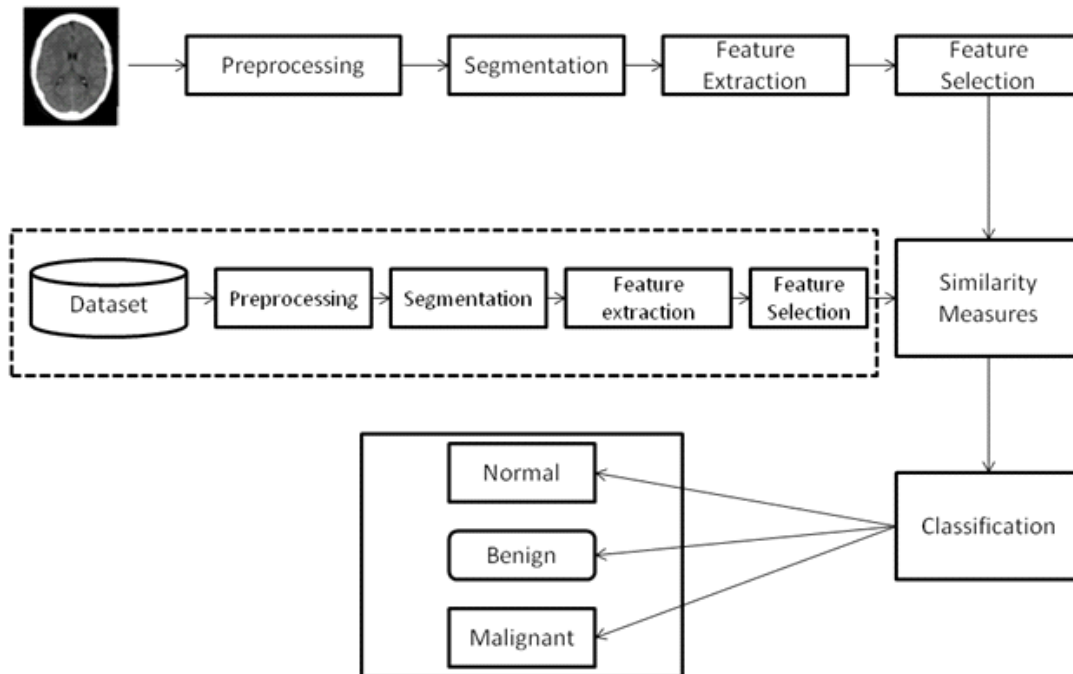 Preprocessing
Segmentation
Feature
Extraction
Feature
Selection
Dataset
Preprocessing
Segmentation
Feature
extraction
Feature
Selection
Similarity
Measures
Normal
Benign
Malignant
Classification